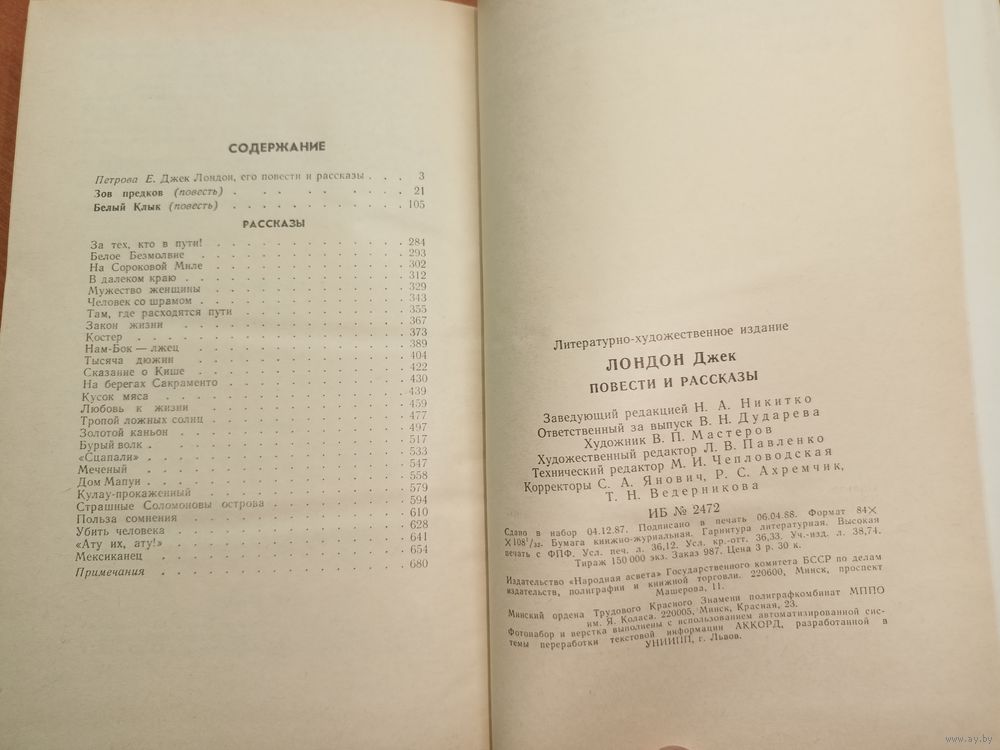 СОДЕРЖАНИЕ
Петрова Е. Джек Лондон, его повести и рассказы . . . 3
Зов предков (повесть) . . . . . . . . 21
Белый Клык (повесть) . . . . . . . . . . . . 105
РАССКАЗЫ
За тех, кто в пути! . . . . . . . . . . . . 284
Белое Безмолвие . . . . . . . . . . . . 293
На Сороковой Миле . . . . . . . . . . . . 302
В далеком краю . . . . . . . . . . . . 312
Мужество женщины . . . . . . . . . . . . 329
Человек со шрамом . . . . . . . . . . . . 343
Там, где расходятся пути . . . . . . . . . . 355
Закон жизни . . . . . . . . . . . . 367
Костер . . . . . . . . . . . . 373
Нам-Бок — лжец . . . . . . . . . . . . 389
Тысяча дюжин . . . . . . . . . . . . 404
Сказание о Кише . . . . . . . . . . . . 422
На берегах Сакраменто . . . . . . . . . . 430
Кусок мяса . . . . . . . . . . . . 439
Любовь к жизни . . . . . . . . . . . . 459
Тропой ложных солнц . . . . . . . . . . . 477
Золотой каньон . . . . . . . . . . . . 497
Бурый волк . . . . . . . . . . . . 517
«Сцапали» . . . . . . . . . . . . 533
Меченый . . . . . . . . . . . . 547
Дом Мапуи . . . . . . . . . . . . 558
Кулау-прокаженный . . . . . . . . . . . . 579
Страшные Соломоновы острова . . . . . . . . 594
Польза сомнения . . . . . . . . . . . . 610
Убить человека . . . . . . . . . . . . 628
«Ату их, ату!» . . . . . . . . . . . . 641
Мексиканец . . . . . . . . . . . . 654
Примечания . . . . . . . . . . . . 680
Литературно-художественное издание
ЛОНДОН Джек
ПОВЕСТИ И РАССКАЗЫ
Заведующий редакцией Н. А. Никитко
Ответственный за выпуск В. Н. Дударева
Художник В. П. Мастеров
Художественный редактор Л. В. Павленко
Технический редактор М. И. Чепловодская
Корректоры С. А. Янович, Р. С. Ахремчик,
Т. Н. Ведерникова
ИБ № 2472
Сдано в набор 04.12.87. Подписано в печать 06.04.88. Формат 84×
×108¹/₃₂. Бумага книжно-журнальная. Гарнитура литературная. Высокая
печать с ФПФ. Усл. печ. л. 36,12. Усл. кр.-отт. 36,33. Уч.-изд. л. 38,74.
Тираж 150 000 экз. Заказ 987. Цена 3 р. 30 к.
Издательство «Народная асвета» Государственного комитета БССР по делам
издательств, полиграфии и книжной торговли. 220600, Минск, проспект
Машерова, 11.
Минский ордена Трудового Красного Знамени полиграфкомбинат МППО
им. Я. Коласа. 220005, Минск, Красная, 23.
Фотонабор и верстка выполнены с использованием автоматизированной сис-
темы переработки текстовой информации АККОРД, разработанной в
УНИИПП, г. Львов.
www.ay.by